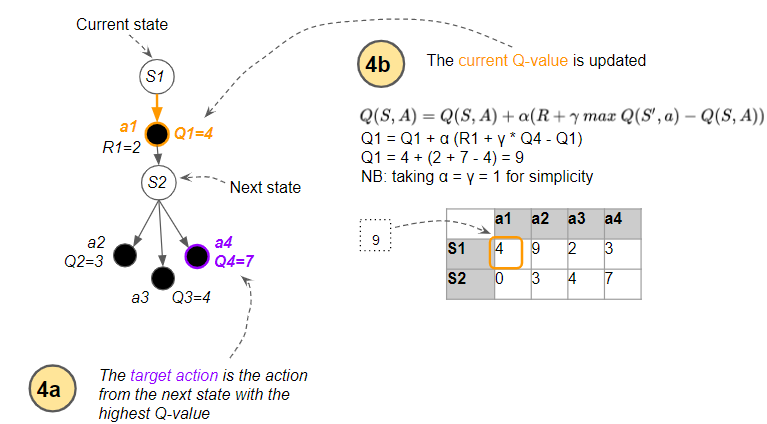 Current state
S1
a1
Q1=4
R1=2
S2
Next state
a2
Q2=3
a4
Q4=7
a3
Q3=4
4a
The target action is the action
from the next state with the
highest Q-value
4b
The current Q-value is updated
Q(S, A) = Q(S, A) + α(R + γ max Q(S′, a) − Q(S, A))
Q1 = Q1 + α (R1 + γ * Q4 - Q1)
Q1 = 4 + (2 + 7 - 4) = 9
NB: taking α = γ = 1 for simplicity
9
a1 a2 a3 a4
S1 4 9 2 3
S2 0 3 4 7